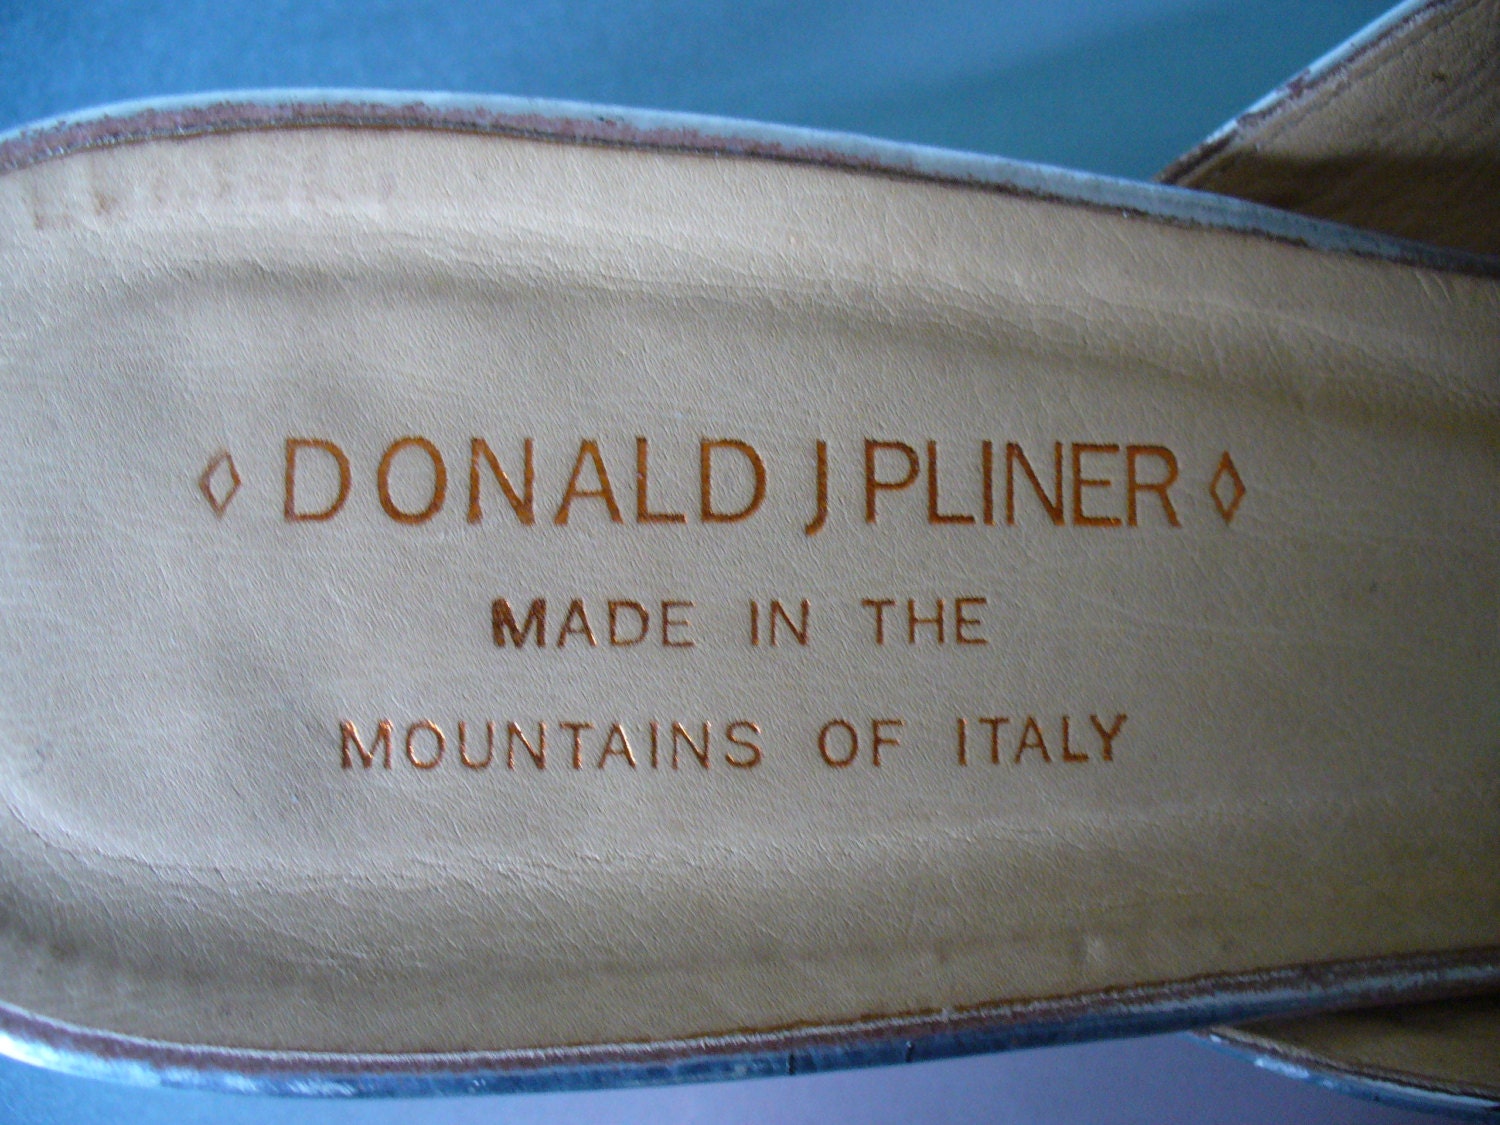 ◊ DONALD J PLINER ◊
MADE IN THE
MOUNTAINS OF ITALY